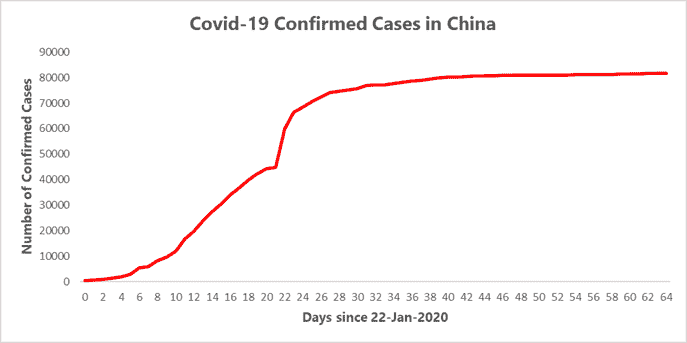 Covid-19 Confirmed Cases in China
90000
80000
70000
60000
50000
40000
30000
20000
10000
0
Number of Confirmed Cases
0 2 4 6 8 10 12 14 16 18 20 22 24 26 28 30 32 34 36 38 40 42 44 46 48 50 52 54 56 58 60 62 64
Days since 22-Jan-2020